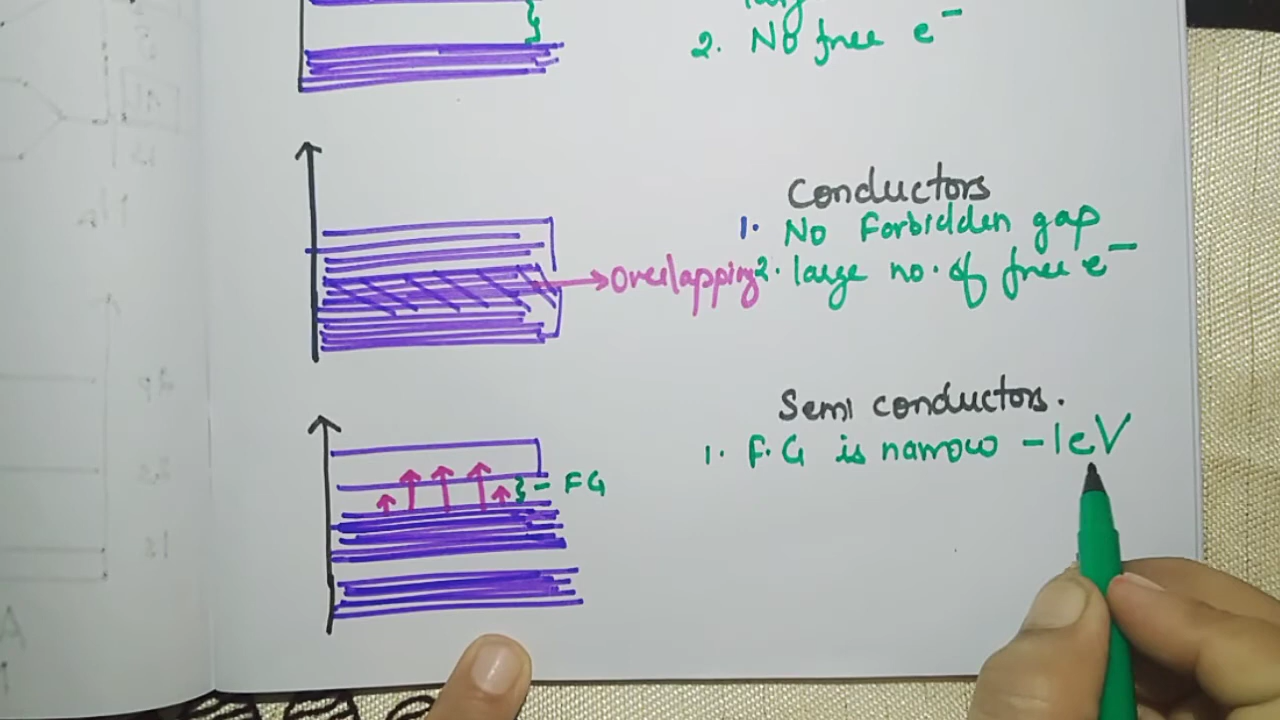 2. No free e⁻
Conductors
1. No Forbidden gap
Overlapping
2. large no. of free e⁻
Semi conductors.
1. F.G is narrow -1eV
- FG